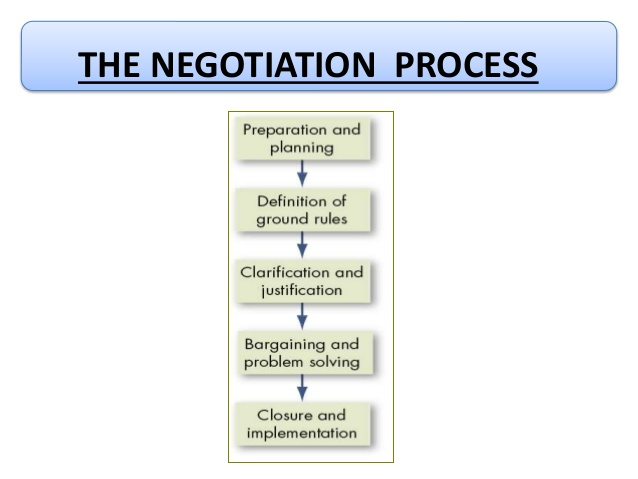 THE NEGOTIATION PROCESS
Preparation and
planning
Definition of
ground rules
Clarification and
justification
Bargaining and
problem solving
Closure and
implementation